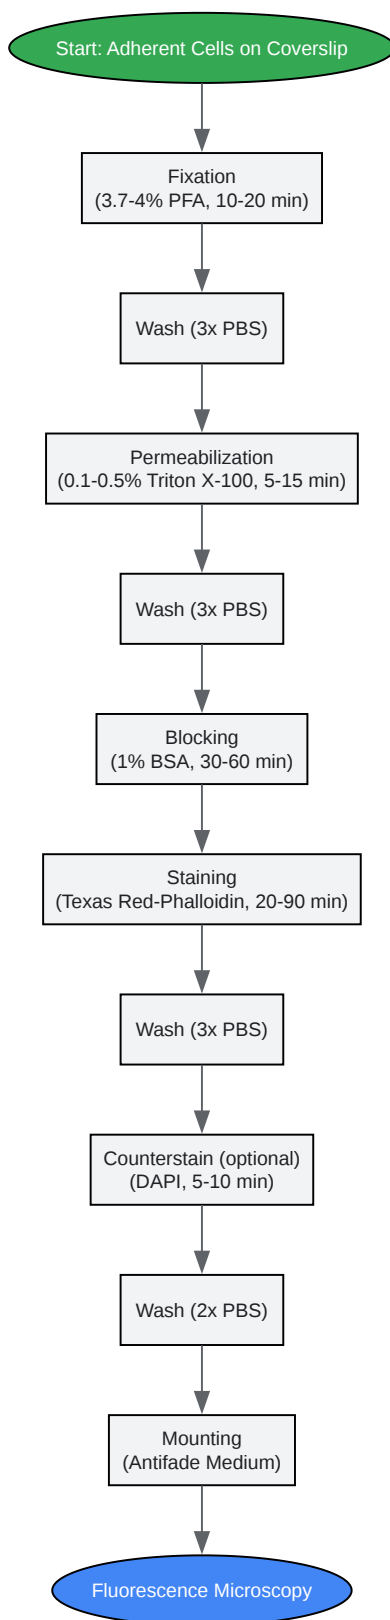 Start: Adherent Cells on Coverslip
Fixation
(3.7-4% PFA, 10-20 min)
Wash (3x PBS)
Permeabilization
(0.1-0.5% Triton X-100, 5-15 min)
Wash (3x PBS)
Blocking
(1% BSA, 30-60 min)
Staining
(Texas Red-Phalloidin, 20-90 min)
Wash (3x PBS)
Counterstain (optional)
(DAPI, 5-10 min)
Wash (2x PBS)
Mounting
(Antifade Medium)
Fluorescence Microscopy